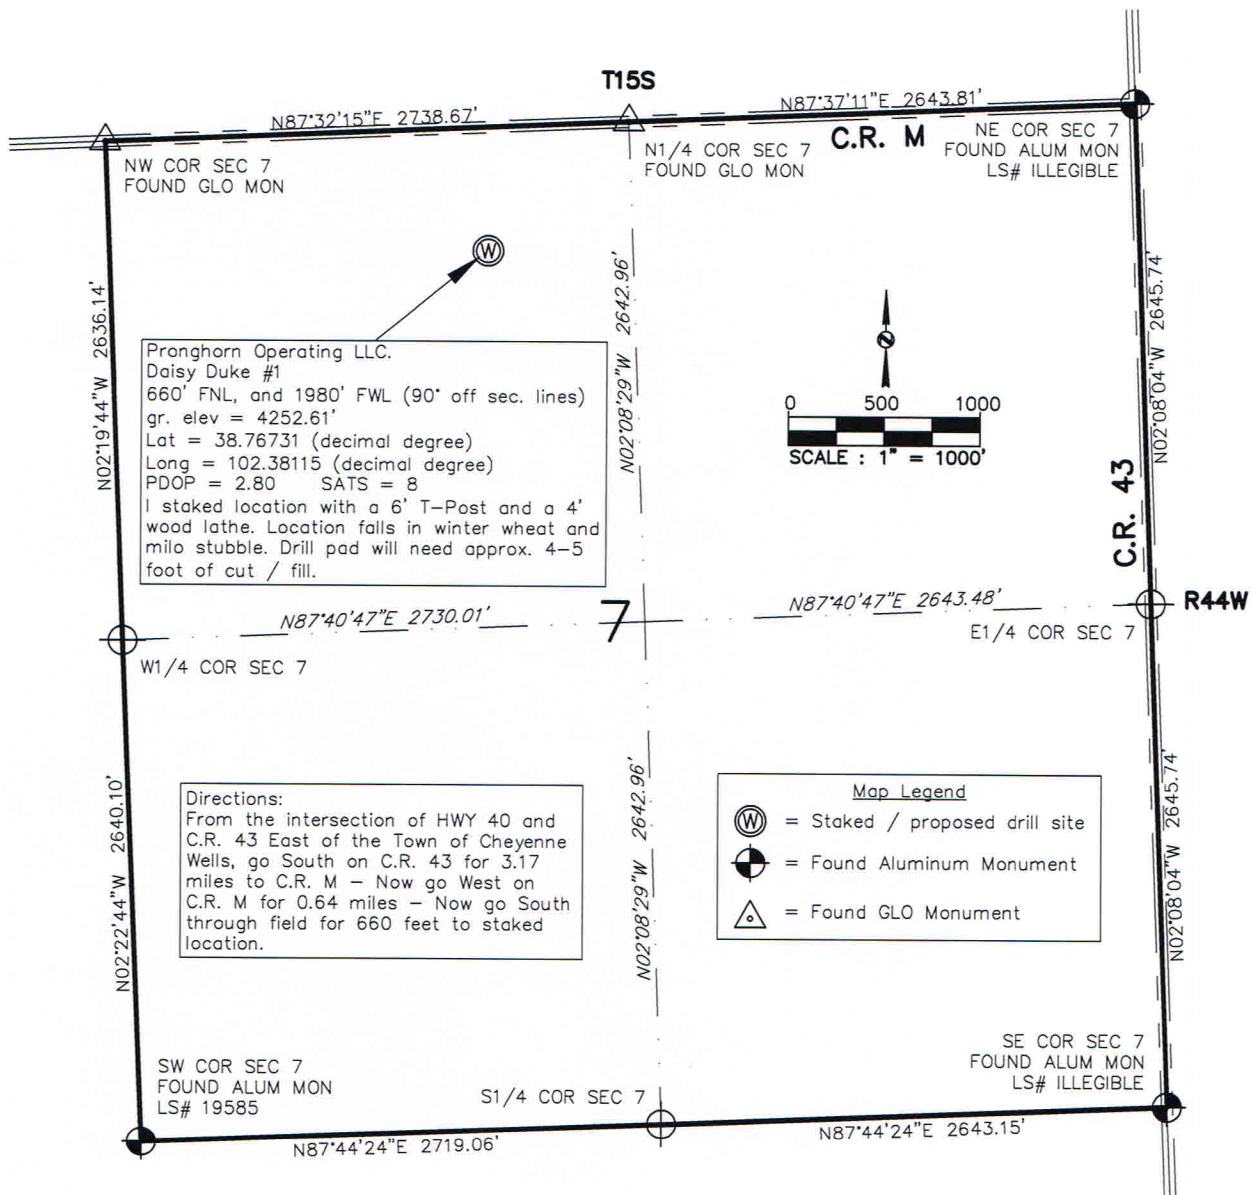 T15S
N87°32'15"E 2738.67'
N87°37'11"E 2643.81'
C.R. M
NW COR SEC 7
FOUND GLO MON
N1/4 COR SEC 7
FOUND GLO MON
NE COR SEC 7
FOUND ALUM MON
LS# ILLEGIBLE
W
N02°19'44"W 2636.14'
N02°08'29"W 2642.96'
N02°08'04"W 2645.74'
Pronghorn Operating LLC.
Daisy Duke #1
660' FNL, and 1980' FWL (90° off sec. lines)
gr. elev = 4252.61'
Lat = 38.76731 (decimal degree)
Long = 102.38115 (decimal degree)
PDOP = 2.80 SATS = 8
I staked location with a 6' T-Post and a 4'
wood lathe. Location falls in winter wheat and
milo stubble. Drill pad will need approx. 4-5
foot of cut / fill.
N
0 500 1000
SCALE : 1" = 1000'
C.R. 43
N87°40'47"E 2730.01'
7
N87°40'47"E 2643.48'
R44W
W1/4 COR SEC 7
E1/4 COR SEC 7
N02°22'44"W 2640.10'
N02°08'29"W 2642.96'
N02°08'04"W 2645.74'
Directions:
From the intersection of HWY 40 and
C.R. 43 East of the Town of Cheyenne
Wells, go South on C.R. 43 for 3.17
miles to C.R. M - Now go West on
C.R. M for 0.64 miles - Now go South
through field for 660 feet to staked
location.
Map Legend
W = Staked / proposed drill site
= Found Aluminum Monument
= Found GLO Monument
SW COR SEC 7
FOUND ALUM MON
LS# 19585
S1/4 COR SEC 7
SE COR SEC 7
FOUND ALUM MON
LS# ILLEGIBLE
N87°44'24"E 2719.06'
N87°44'24"E 2643.15'